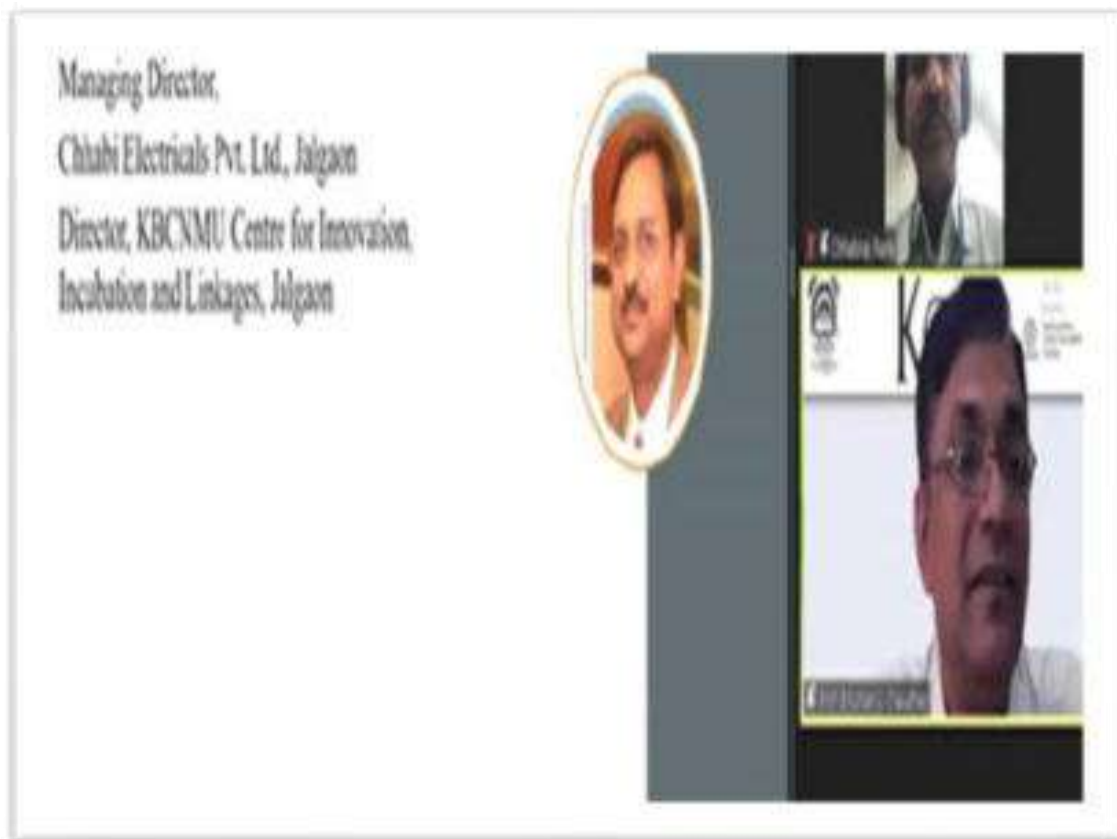 Managing Director,
Chhabi Electricals Pvt. Ltd., Jalgaon
Director, KBCNMU Centre for Innovation,
Incubation and Linkages, Jalgaon
K